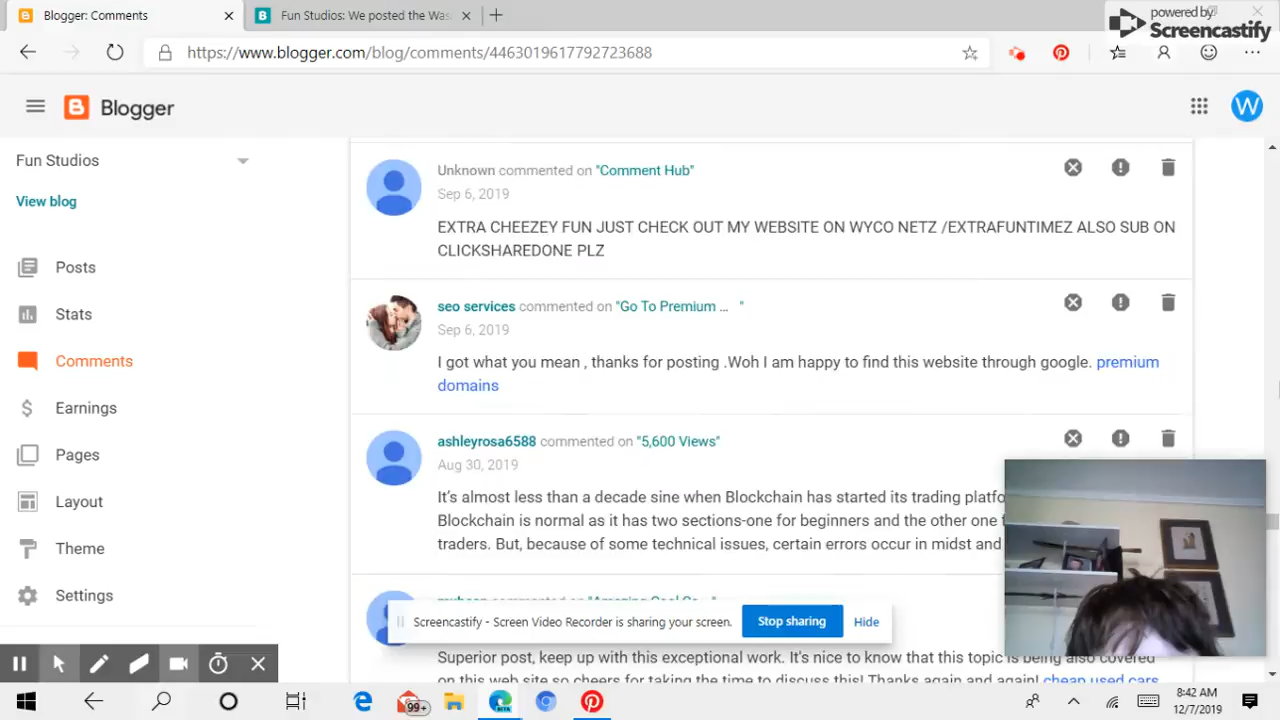 Blogger: Comments
Fun Studios: We posted the Was
powered by
Screencastify
https://www.blogger.com/blog/comments/4463019617792723688
Blogger
W
Fun Studios
View blog
Posts
Stats
Comments
Earnings
Pages
Layout
Theme
Settings
Unknown commented on "Comment Hub"
Sep 6, 2019
EXTRA CHEEZEY FUN JUST CHECK OUT MY WEBSITE ON WYCO NETZ /EXTRAFUNTIMEZ ALSO SUB ON
CLICKSHAREDONE PLZ
seo services commented on "Go To Premium ... "
Sep 6, 2019
I got what you mean , thanks for posting .Woh I am happy to find this website through google. premium
domains
ashleyrosa6588 commented on "5,600 Views"
Aug 30, 2019
It's almost less than a decade sine when Blockchain has started its trading platfo
Blockchain is normal as it has two sections-one for beginners and the other one t
traders. But, because of some technical issues, certain errors occur in midst and
Screencastify - Screen Video Recorder is sharing your screen.
Stop sharing
Hide
Superior post, keep up with this exceptional work. It's nice to know that this topic is being also covered
on this web site so cheers for taking the time to discuss this! Thanks again and again! cheap used cars
99+
8:42 AM
12/7/2019